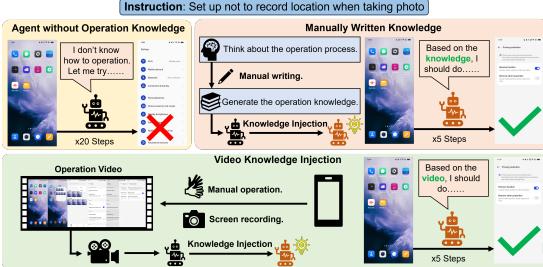 Instruction: Set up not to record location when taking photo
Agent without Operation Knowledge
I don't know
how to operation.
Let me try……
x20 Steps
Manually Written Knowledge
Think about the operation process.
Manual writing.
Generate the operation knowledge.
Knowledge Injection
Based on the
knowledge, I
should do……
x5 Steps
Video Knowledge Injection
Operation Video
Manual operation.
Screen recording.
Knowledge Injection
Based on the
video, I should
do……
x5 Steps